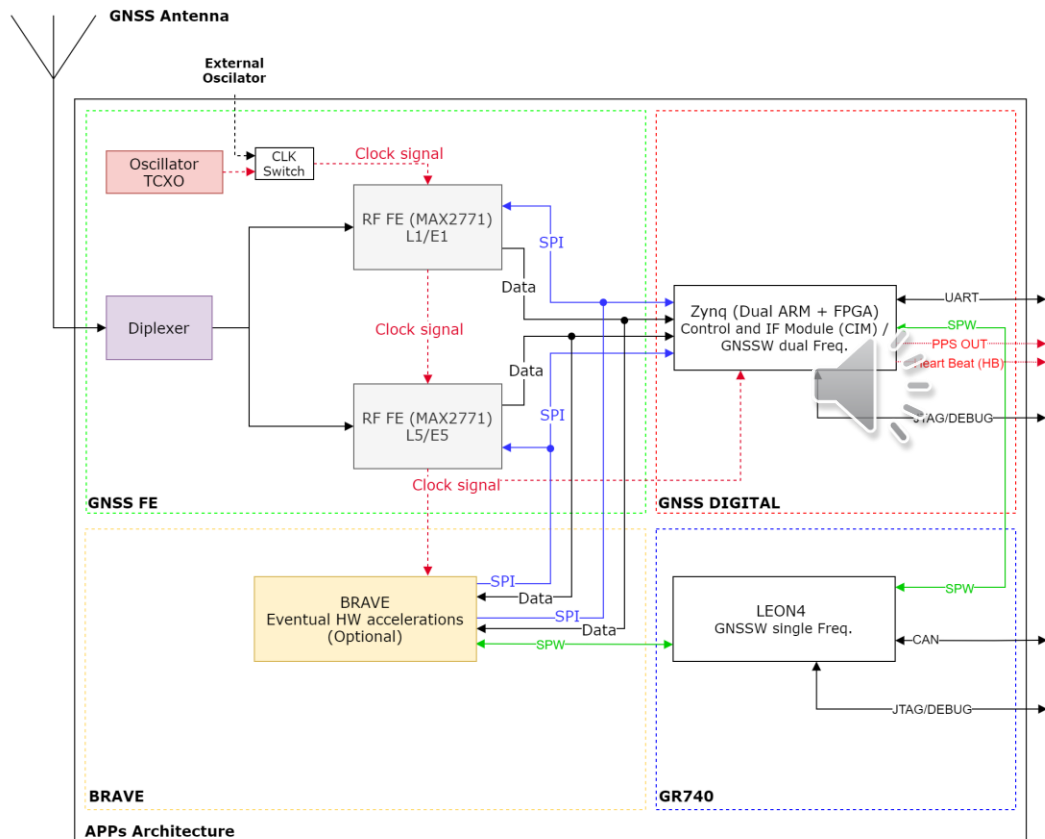 GNSS Antenna
External
Oscilator
Oscillator
TCXO
CLK
Switch
Clock signal
RF FE (MAX2771)
L1/E1
SPI
Data
Diplexer
Clock signal
Zynq (Dual ARM + FPGA)
Control and IF Module (CIM) /
GNSSW dual Freq.
UART
SPW
PPS OUT
Heart Beat (HB)
JTAG/DEBUG
Data
RF FE (MAX2771)
L5/E5
SPI
Clock signal
GNSS FE
GNSS DIGITAL
BRAVE
Eventual HW accelerations
(Optional)
SPI
Data
SPI
Data
SPW
SPW
LEON4
GNSSW single Freq.
CAN
JTAG/DEBUG
BRAVE
GR740
APPs Architecture